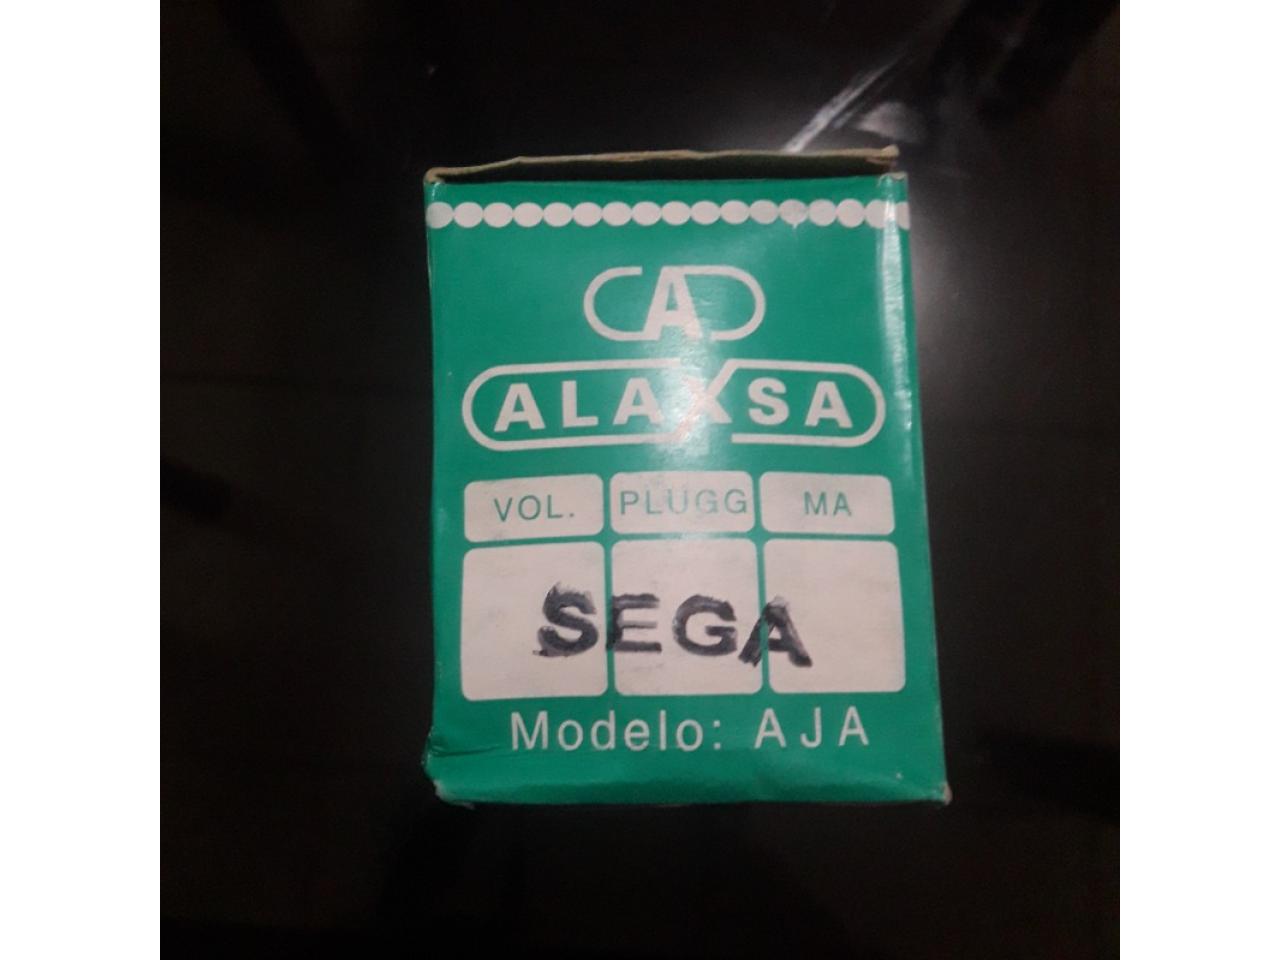 A
ALAXSA
VOL. PLUGG MA
SEGA
Modelo: AJA